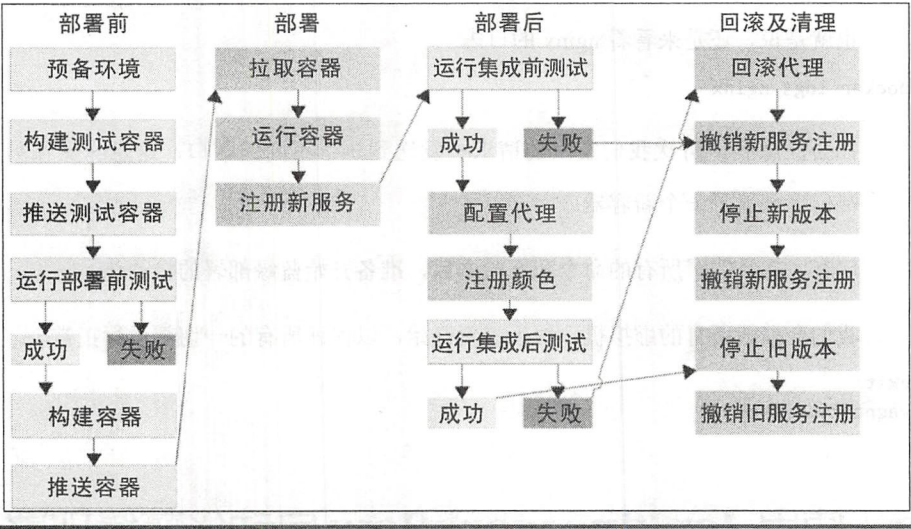 部署前
预备环境
构建测试容器
推送测试容器
运行部署前测试
成功
失败
构建容器
推送容器
部署
拉取容器
运行容器
注册新服务
部署后
运行集成前测试
成功
失败
配置代理
注册颜色
运行集成后测试
成功
失败
回滚及清理
回滚代理
撤销新服务注册
停止新版本
撤销新服务注册
停止旧版本
撤销旧服务注册